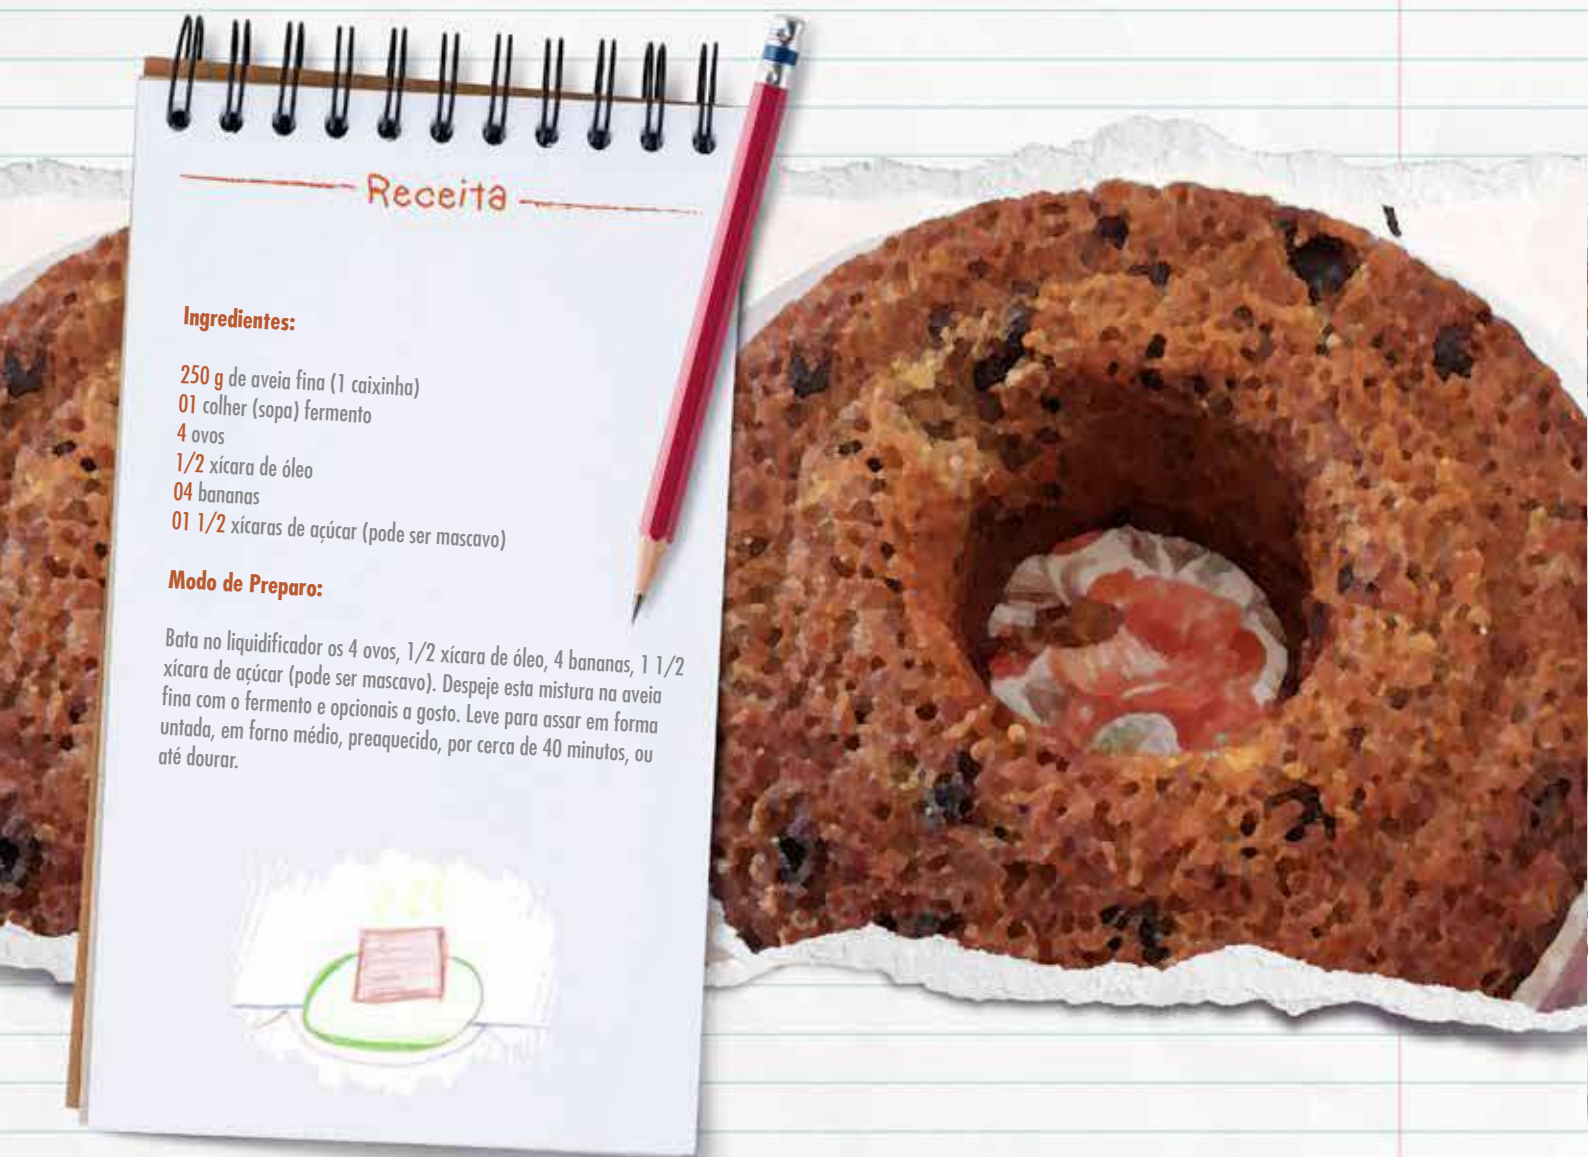 Receita
Ingredientes:
250 g de aveia fina (1 caixinha)
01 colher (sopa) fermento
4 ovos
1/2 xícara de óleo
04 bananas
01 1/2 xícaras de açúcar (pode ser mascavo)
Modo de Preparo:
Bata no liquidificador os 4 ovos, 1/2 xícara de óleo, 4 bananas, 1 1/2
xícara de açúcar (pode ser mascavo). Despeje esta mistura na aveia
fina com o fermento e opcionais a gosto. Leve para assar em forma
untada, em forno médio, preaquecido, por cerca de 40 minutos, ou
até dourar.